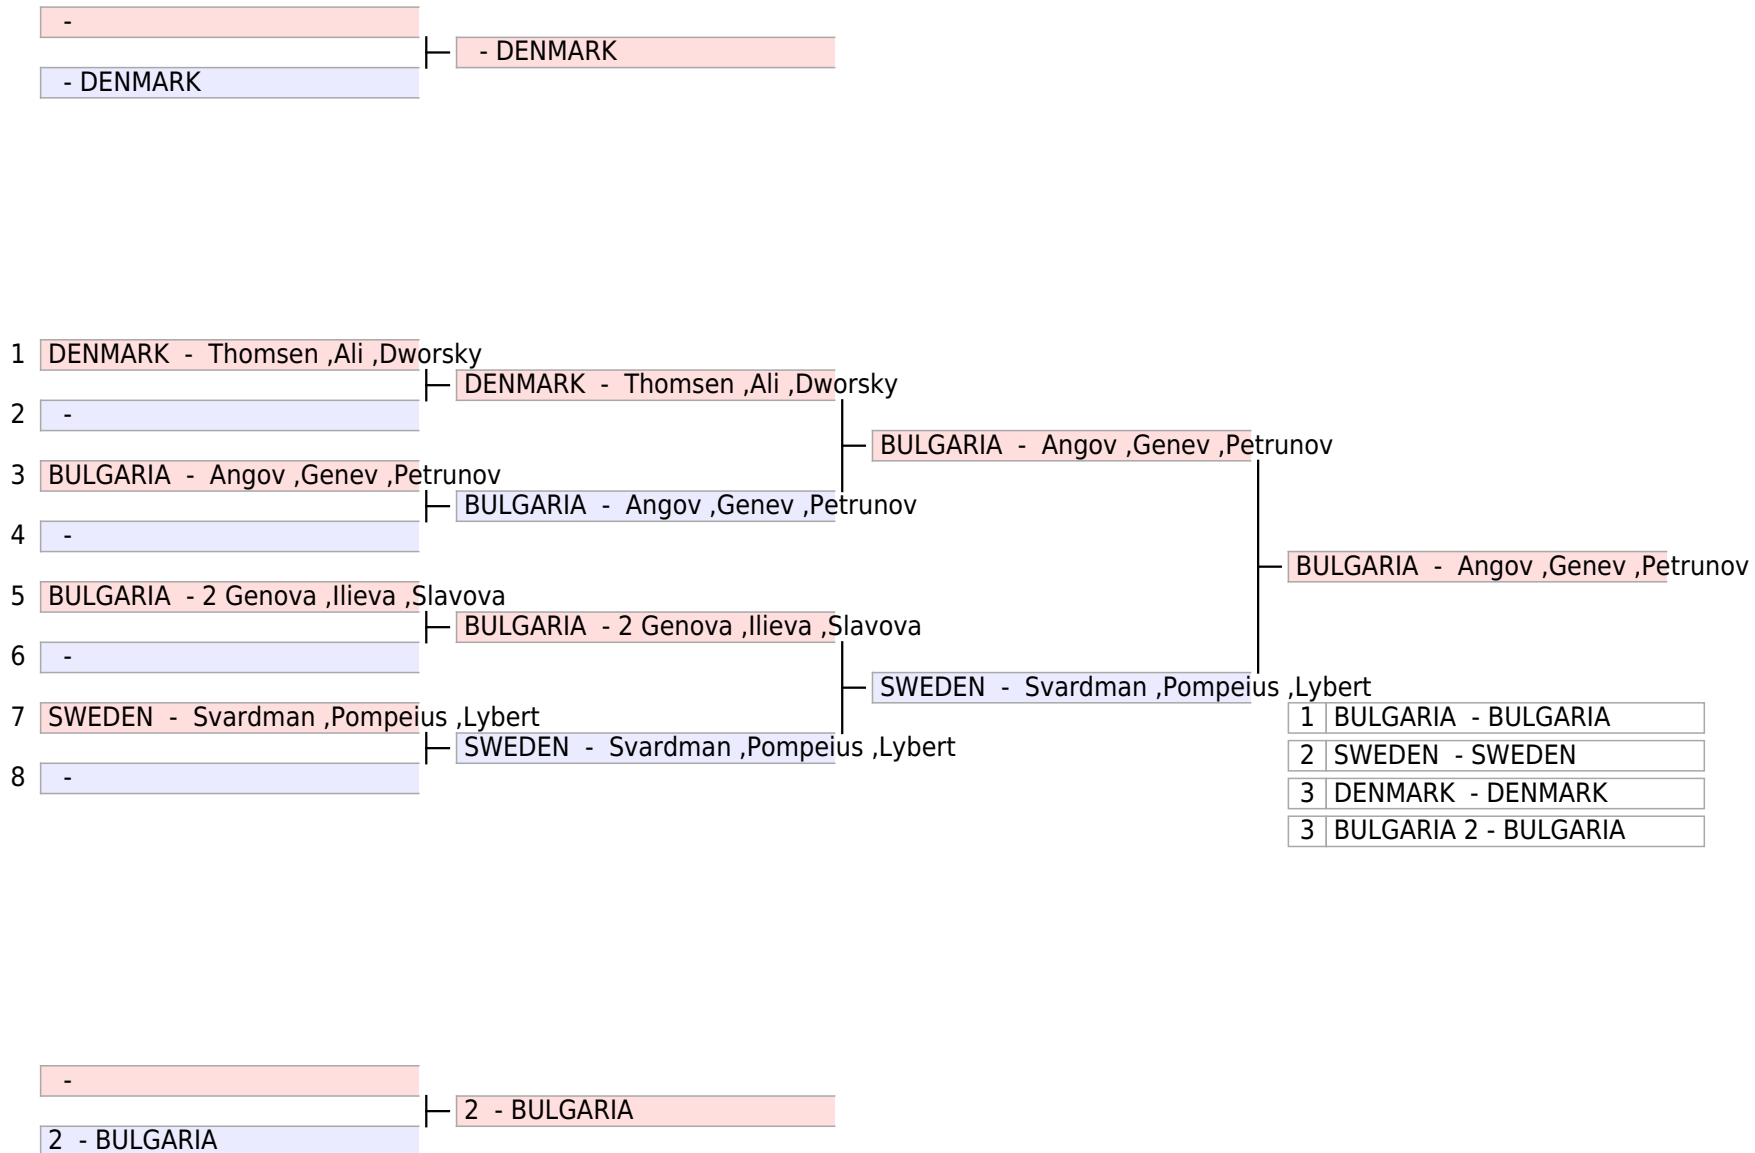 -
- DENMARK
- DENMARK
1 DENMARK - Thomsen ,Ali ,Dworsky
DENMARK - Thomsen ,Ali ,Dworsky
2 -
BULGARIA - Angov ,Genev ,Petrunov
3 BULGARIA - Angov ,Genev ,Petrunov
BULGARIA - Angov ,Genev ,Petrunov
4 -
BULGARIA - Angov ,Genev ,Petrunov
5 BULGARIA - 2 Genova ,Ilieva ,Slavova
BULGARIA - 2 Genova ,Ilieva ,Slavova
6 -
SWEDEN - Svardman ,Pompeius ,Lybert
7 SWEDEN - Svardman ,Pompeius ,Lybert
SWEDEN - Svardman ,Pompeius ,Lybert
8 -
1 BULGARIA - BULGARIA
2 SWEDEN - SWEDEN
3 DENMARK - DENMARK
3 BULGARIA 2 - BULGARIA
-
2 - BULGARIA
2 - BULGARIA